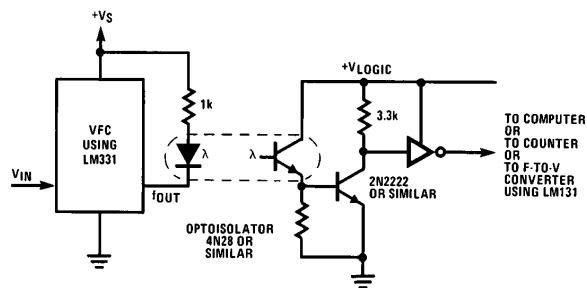 +VS
1k
VFC
USING
LM331
VIN
fOUT
λ
λ
+VLOGIC
3.3k
2N2222
OR SIMILAR
OPTOISOLATOR
4N28 OR
SIMILAR
TO COMPUTER
OR
TO COUNTER
OR
TO F-TO-V
CONVERTER
USING LM131